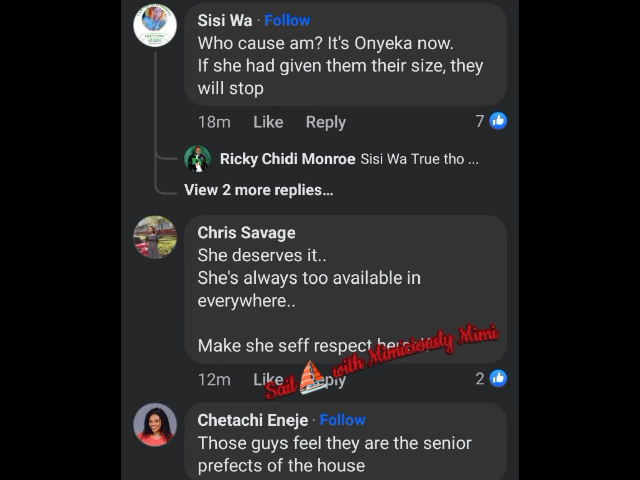 Sisi Wa · Follow
Who cause am? It's Onyeka now.
If she had given them their size, they
will stop
18m Like Reply 7
Ricky Chidi Monroe Sisi Wa True tho ...
View 2 more replies...
Chris Savage
She deserves it..
She's always too available in
everywhere..
Make she seff respect
Sail with Mimiciously Mimi
12m Like Reply 2
Chetachi Eneje · Follow
Those guys feel they are the senior
prefects of the house